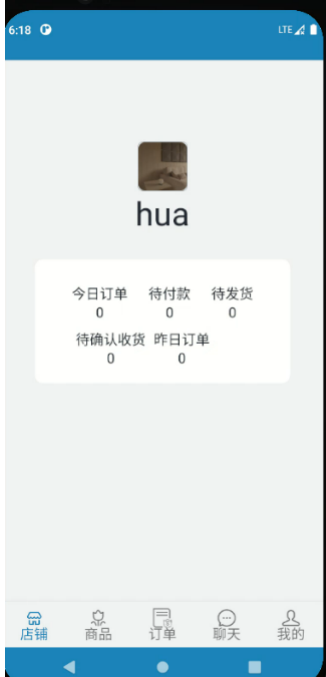 6:18 LTE
hua
今日订单 待付款 待发货
0 0 0
待确认收货 昨日订单
0 0
店铺 商品 订单 聊天 我的